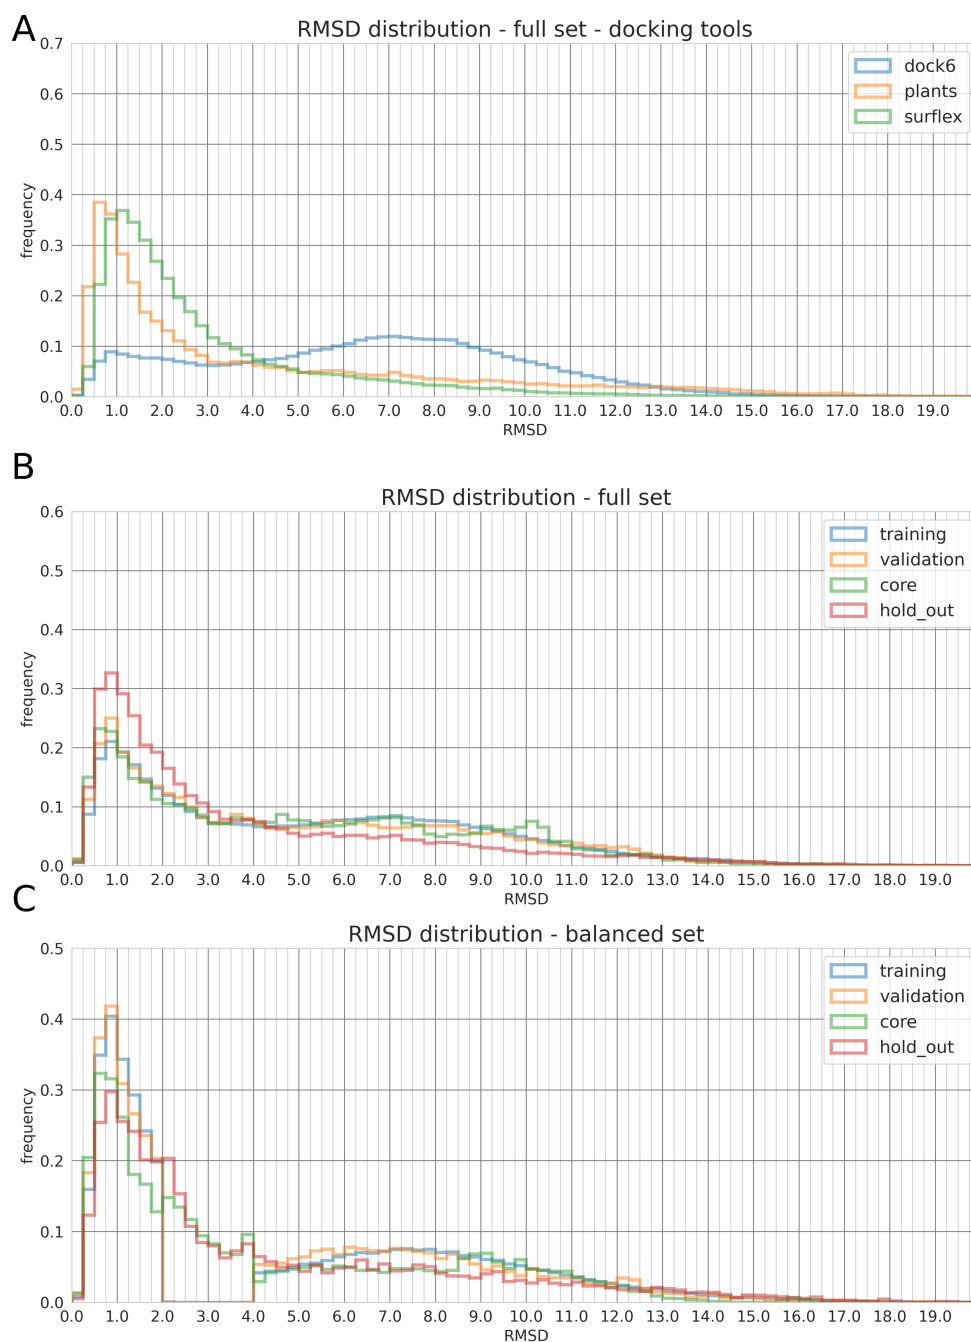 A
RMSD distribution - full set - docking tools
dock6
plants
surflex
frequency
0.7
0.6
0.5
0.4
0.3
0.2
0.1
0.0
0.0 1.0 2.0 3.0 4.0 5.0 6.0 7.0 8.0 9.0 10.0 11.0 12.0 13.0 14.0 15.0 16.0 17.0 18.0 19.0
RMSD
B
RMSD distribution - full set
training
validation
core
hold_out
frequency
0.6
0.5
0.4
0.3
0.2
0.1
0.0
0.0 1.0 2.0 3.0 4.0 5.0 6.0 7.0 8.0 9.0 10.0 11.0 12.0 13.0 14.0 15.0 16.0 17.0 18.0 19.0
RMSD
C
RMSD distribution - balanced set
training
validation
core
hold_out
frequency
0.5
0.4
0.3
0.2
0.1
0.0
0.0 1.0 2.0 3.0 4.0 5.0 6.0 7.0 8.0 9.0 10.0 11.0 12.0 13.0 14.0 15.0 16.0 17.0 18.0 19.0
RMSD